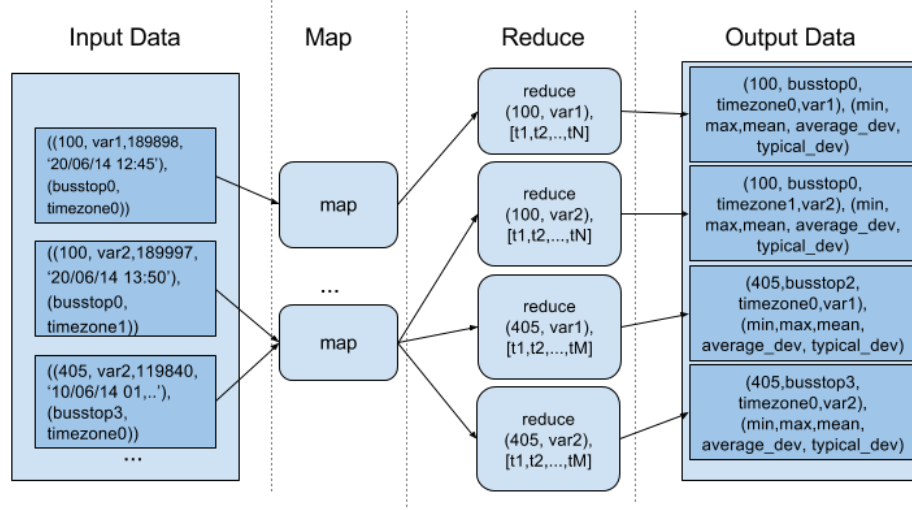 Input Data
Map
Reduce
Output Data
((100, var1,189898,
‘20/06/14 12:45’),
(busstop0,
timezone0))
((100, var2,189997,
‘20/06/14 13:50’),
(busstop0,
timezone1))
((405, var2,119840,
‘10/06/14 01,..’),
(busstop3,
timezone0))
...
map
...
map
reduce
(100, var1),
[t1,t2,..,tN]
reduce
(100, var2),
[t1,t2,...,tN]
reduce
(405, var1),
[t1,t2,...,tM]
reduce
(405, var2),
[t1,t2,...,tM]
(100, busstop0,
timezone0,var1), (min,
max,mean, average_dev,
typical_dev)
(100, busstop0,
timezone1,var2), (min,
max,mean, average_dev,
typical_dev)
(405,busstop2,
timezone0,var1),
(min,max,mean,
average_dev, typical_dev)
(405,busstop3,
timezone0,var2),
(min,max,mean,
average_dev, typical_dev)